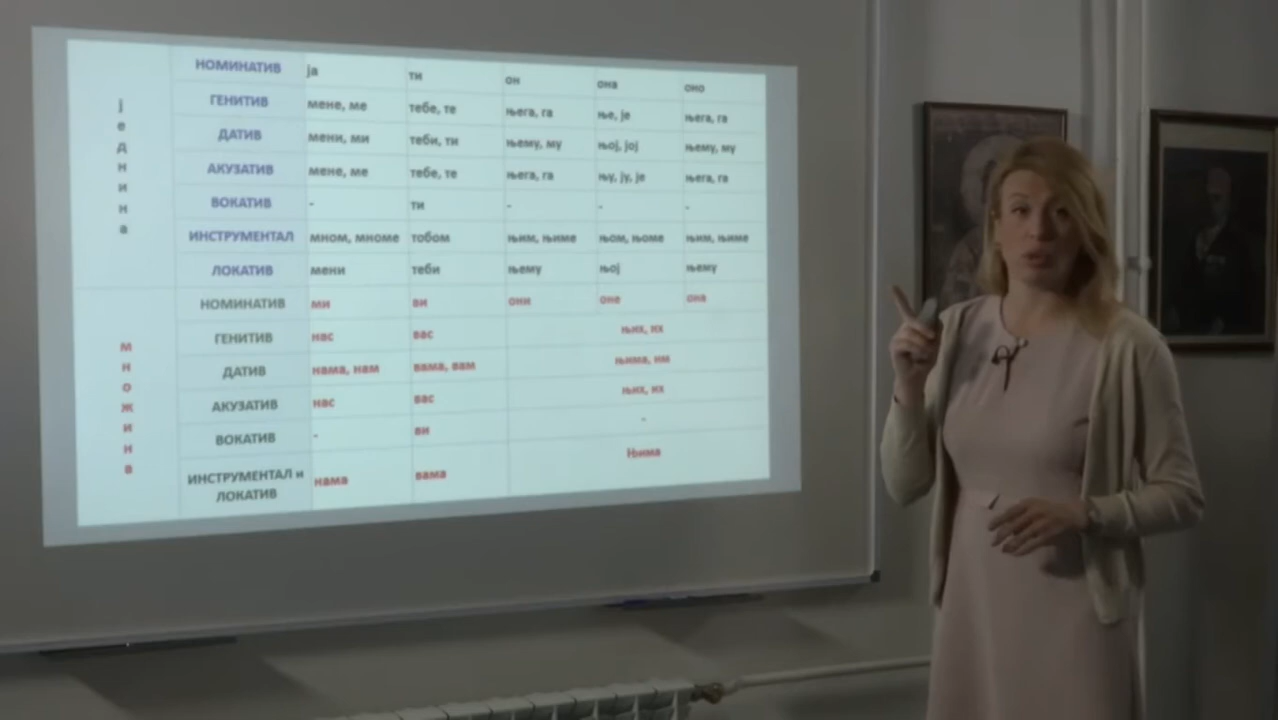 једнина
НОМИНАТИВ ја ти он она оно
ГЕНИТИВ мене, ме тебе, те њега, га ње, је њега, га
ДАТИВ мени, ми теби, ти њему, му њој, јој њему, му
АКУЗАТИВ мене, ме тебе, те њега, га њу, ју, је њега, га
ВОКАТИВ - ти - - -
ИНСТРУМЕНТАЛ мном, мноме тобом њим, њиме њом, њоме њим, њиме
ЛОКАТИВ мени теби њему њој њему
множина
НОМИНАТИВ ми ви они оне она
ГЕНИТИВ нас вас њих, их
ДАТИВ нама, нам вама, вам њима, им
АКУЗАТИВ нас вас њих, их
ВОКАТИВ - ви -
ИНСТРУМЕНТАЛ и
ЛОКАТИВ нама вама Њима